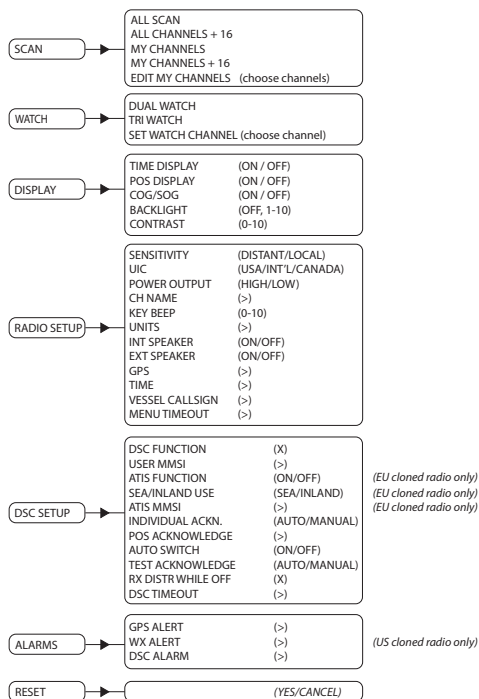 SCAN
ALL SCAN
ALL CHANNELS + 16
MY CHANNELS
MY CHANNELS + 16
EDIT MY CHANNELS (choose channels)
WATCH
DUAL WATCH
TRI WATCH
SET WATCH CHANNEL (choose channel)
DISPLAY
TIME DISPLAY (ON / OFF)
POS DISPLAY (ON / OFF)
COG/SOG (ON / OFF)
BACKLIGHT (OFF, 1-10)
CONTRAST (0-10)
RADIO SETUP
SENSITIVITY (DISTANT/LOCAL)
UIC (USA/INT'L/CANADA)
POWER OUTPUT (HIGH/LOW)
CH NAME (>)
KEY BEEP (0-10)
UNITS (>)
INT SPEAKER (ON/OFF)
EXT SPEAKER (ON/OFF)
GPS (>)
TIME (>)
VESSEL CALLSIGN (>)
MENU TIMEOUT (>)
DSC SETUP
DSC FUNCTION (X)
USER MMSI (>)
ATIS FUNCTION (ON/OFF) (EU cloned radio only)
SEA/INLAND USE (SEA/INLAND) (EU cloned radio only)
ATIS MMSI (>) (EU cloned radio only)
INDIVIDUAL ACKN. (AUTO/MANUAL)
POS ACKNOWLEDGE (>)
AUTO SWITCH (ON/OFF)
TEST ACKNOWLEDGE (AUTO/MANUAL)
RX DISTR WHILE OFF (X)
DSC TIMEOUT (>)
ALARMS
GPS ALERT (>)
WX ALERT (>) (US cloned radio only)
DSC ALARM (>)
RESET
(YES/CANCEL)